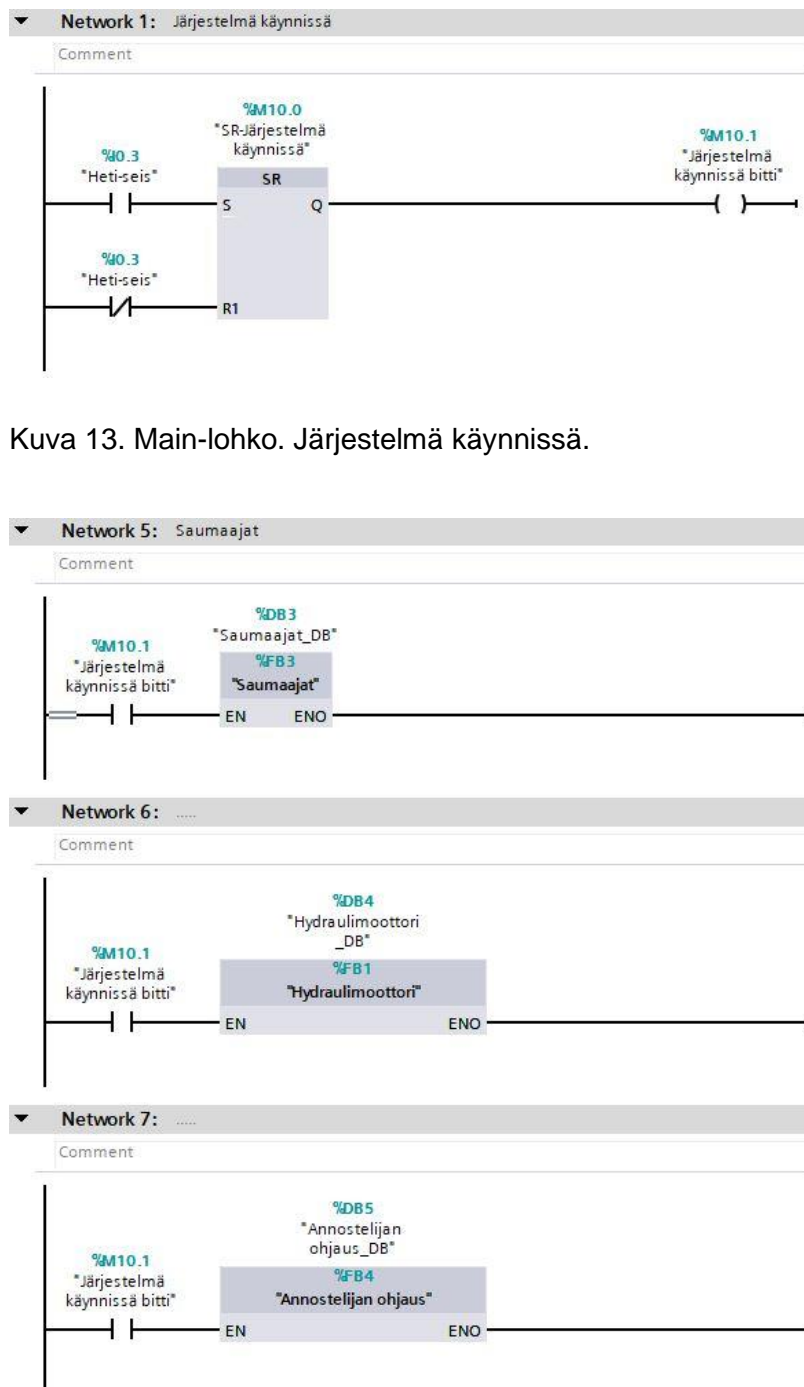 Network 1: Järjestelmä käynnissä
Comment
%M10.0
"SR-Järjestelmä
käynnissä"
%I0.3
"Heti-seis"
SR
S Q
%M10.1
"Järjestelmä
käynnissä bitti"
%I0.3
"Heti-seis"
R1
Kuva 13. Main-lohko. Järjestelmä käynnissä.
Network 5: Saumaajat
Comment
%DB3
"Saumaajat_DB"
%M10.1
"Järjestelmä
käynnissä bitti"
%FB3
"Saumaajat"
EN ENO
Network 6: .....
Comment
%DB4
"Hydraulimoottori
_DB"
%M10.1
"Järjestelmä
käynnissä bitti"
%FB1
"Hydraulimoottori"
EN ENO
Network 7: .....
Comment
%DB5
"Annostelijan
ohjaus_DB"
%M10.1
"Järjestelmä
käynnissä bitti"
%FB4
"Annostelijan ohjaus"
EN ENO